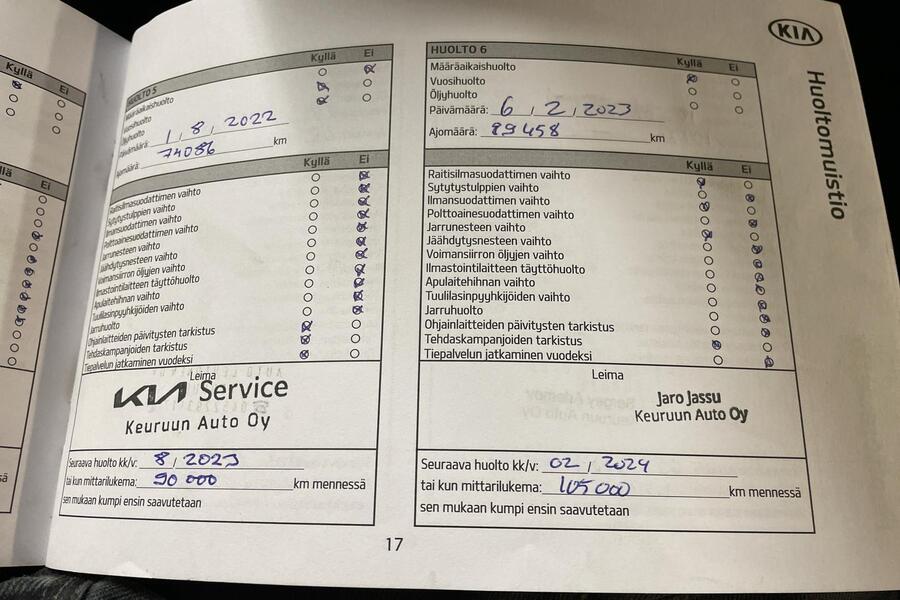 KIA
Huoltomuistio
Kyllä
Ei
Ei
HUOLTO 5
Kyllä Ei
Määräaikaishuolto
Vuosihuolto
Öljyhuolto
Päivämäärä: 1 / 8 / 2022
Ajomäärä: 74086 km
Kyllä Ei
Raitisilmasuodattimen vaihto
Sytytystulppien vaihto
Ilmansuodattimen vaihto
Polttoainesuodattimen vaihto
Jarrunesteen vaihto
Jäähdytysnesteen vaihto
Voimansiirron öljyjen vaihto
Ilmastointilaitteen täyttöhuolto
Apulaitehihnan vaihto
Tuulilasinpyyhkijöiden vaihto
Jarruhuolto
Ohjainlaitteiden päivitysten tarkistus
Tehdaskampanjoiden tarkistus
Tiepalvelun jatkaminen vuodeksi
Leima
KIA Service
Keuruun Auto Oy
Seuraava huolto kk/v: 8 / 2023
tai kun mittarilukema: 90 000 km mennessä
sen mukaan kumpi ensin saavutetaan
HUOLTO 6
Kyllä Ei
Määräaikaishuolto
Vuosihuolto
Öljyhuolto
Päivämäärä: 6 / 2 / 2023
Ajomäärä: 89458 km
Kyllä Ei
Raitisilmasuodattimen vaihto
Sytytystulppien vaihto
Ilmansuodattimen vaihto
Polttoainesuodattimen vaihto
Jarrunesteen vaihto
Jäähdytysnesteen vaihto
Voimansiirron öljyjen vaihto
Ilmastointilaitteen täyttöhuolto
Apulaitehihnan vaihto
Tuulilasinpyyhkijöiden vaihto
Jarruhuolto
Ohjainlaitteiden päivitysten tarkistus
Tehdaskampanjoiden tarkistus
Tiepalvelun jatkaminen vuodeksi
Leima
Jaro Jassu
Keuruun Auto Oy
Seuraava huolto kk/v: 02 / 2024
tai kun mittarilukema: 105 000 km mennessä
sen mukaan kumpi ensin saavutetaan
17